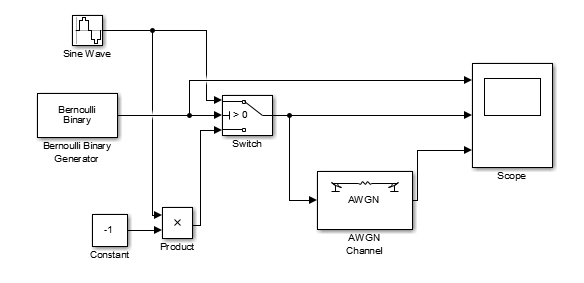 Sine Wave
Bernoulli
Binary
Bernoulli Binary
Generator
> 0
Switch
Scope
AWGN
AWGN
Channel
-1
Constant
×
Product